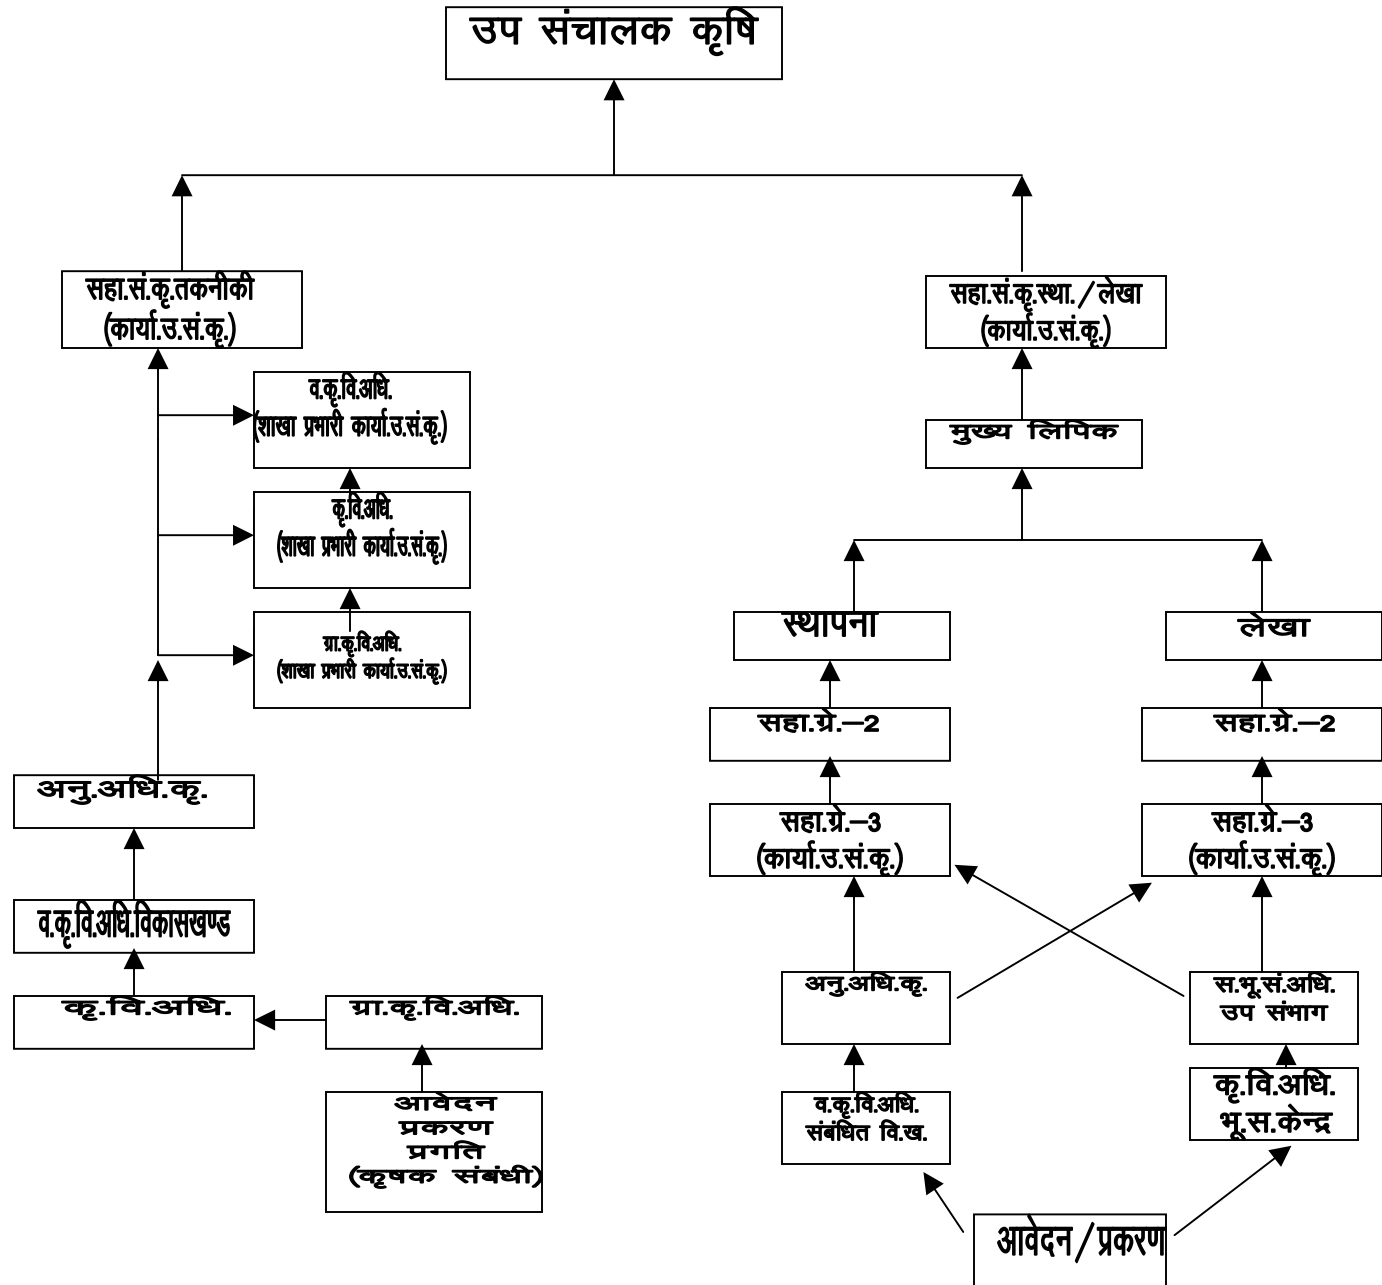 उप संचालक कृषि
सहा.सं.कृ.तकनीकी
(कार्या.उ.सं.कृ.)
सहा.सं.कृ.स्था./लेखा
(कार्या.उ.सं.कृ.)
व.कृ.वि.अधि.
(शाखा प्रभारी कार्या.उ.सं.कृ.)
मुख्य लिपिक
कृ.वि.अधि.
(शाखा प्रभारी कार्या.उ.सं.कृ.)
ग्रा.कृ.वि.अधि.
(शाखा प्रभारी कार्या.उ.सं.कृ.)
स्थापना
लेखा
सहा.ग्रे.–2
सहा.ग्रे.–2
अनु.अधि.कृ.
सहा.ग्रे.–3
(कार्या.उ.सं.कृ.)
सहा.ग्रे.–3
(कार्या.उ.सं.कृ.)
व.कृ.वि.अधि.विकासखण्ड
कृ.वि.अधि.
ग्रा.कृ.वि.अधि.
अनु.अधि.कृ.
स.भू.सं.अधि.
उप संभाग
आवेदन
प्रकरण
प्रगति
(कृषक संबंधी)
व.कृ.वि.अधि.
संबंधित वि.ख.
कृ.वि.अधि.
भू.स.केन्द्र
आवेदन/प्रकरण